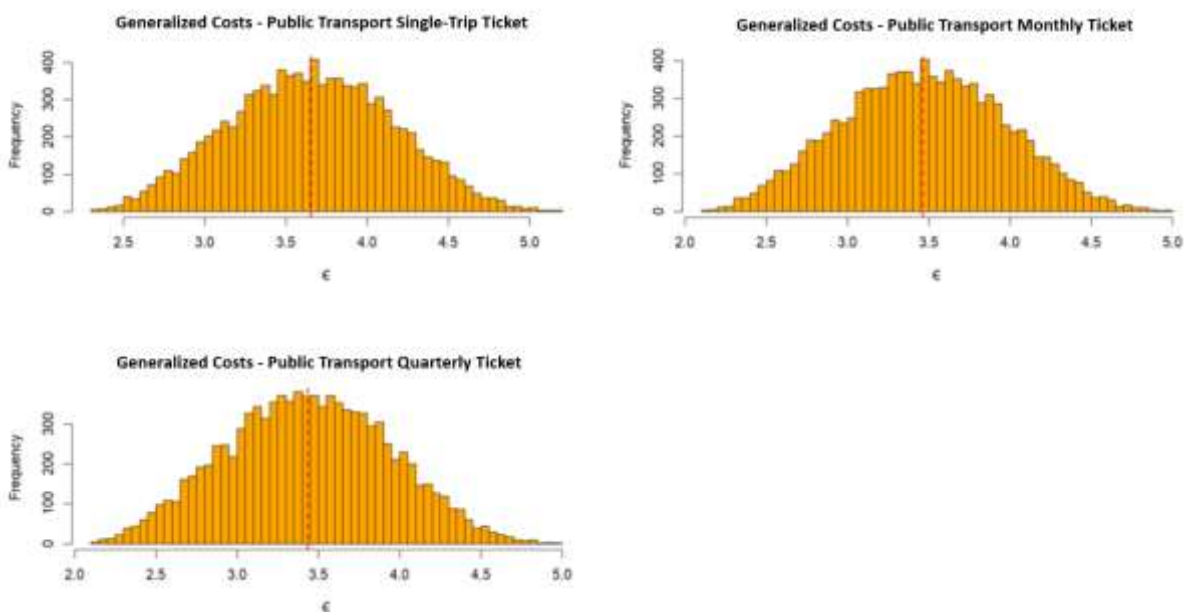 Generalized Costs - Public Transport Single-Trip Ticket
Frequency
400
300
200
100
0
2.5 3.0 3.5 4.0 4.5 5.0
€
Generalized Costs - Public Transport Monthly Ticket
Frequency
400
300
200
100
0
2.0 2.5 3.0 3.5 4.0 4.5 5.0
€
Generalized Costs - Public Transport Quarterly Ticket
Frequency
300
200
100
0
2.0 2.5 3.0 3.5 4.0 4.5 5.0
€